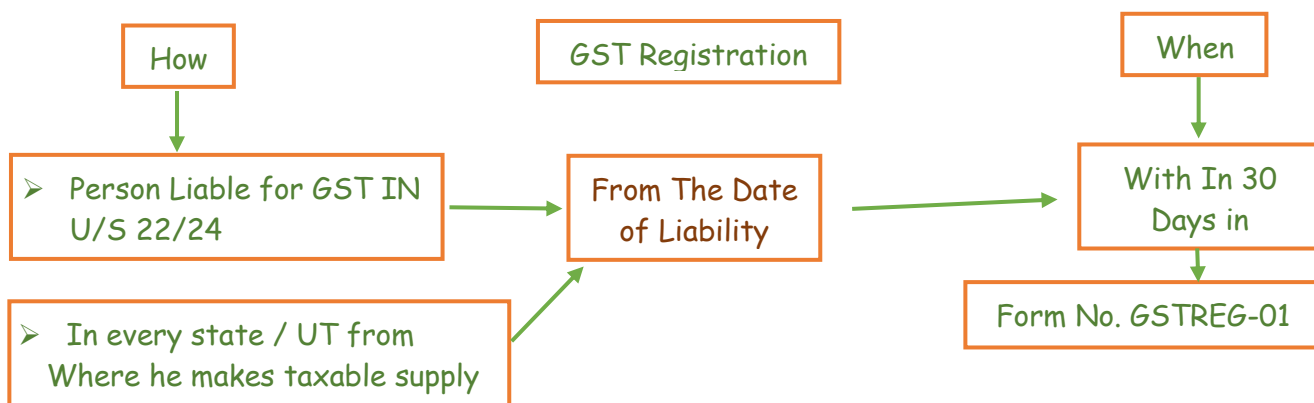 How
GST Registration
When
➢ Person Liable for GST IN
U/S 22/24
From The Date
of Liability
With In 30
Days in
➢ In every state / UT from
Where he makes taxable supply
Form No. GSTREG-01